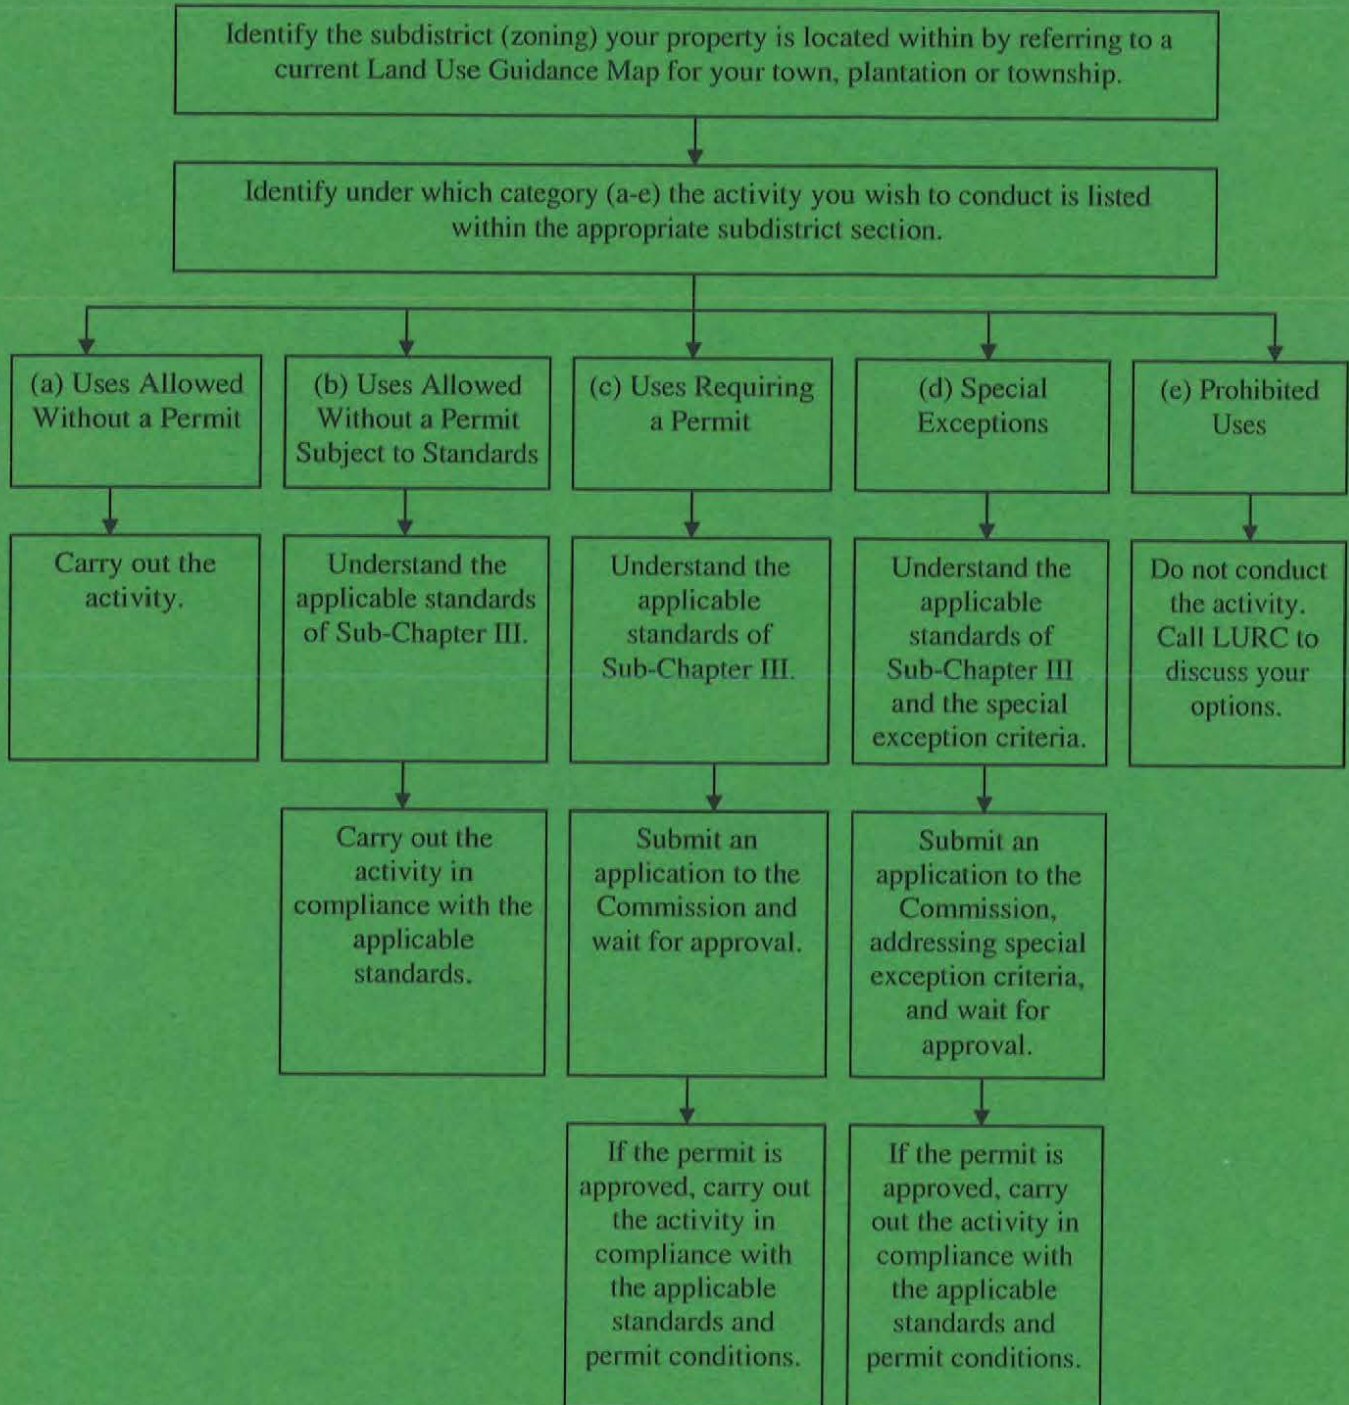 Identify the subdistrict (zoning) your property is located within by referring to a
current Land Use Guidance Map for your town, plantation or township.
Identify under which category (a-e) the activity you wish to conduct is listed
within the appropriate subdistrict section.
(a) Uses Allowed
Without a Permit
(b) Uses Allowed
Without a Permit
Subject to Standards
(c) Uses Requiring
a Permit
(d) Special
Exceptions
(e) Prohibited
Uses
Carry out the
activity.
Understand the
applicable standards
of Sub-Chapter III.
Understand the
applicable
standards of
Sub-Chapter III.
Understand the
applicable
standards of
Sub-Chapter III
and the special
exception criteria.
Do not conduct
the activity.
Call LURC to
discuss your
options.
Carry out the
activity in
compliance with the
applicable
standards.
Submit an
application to the
Commission and
wait for approval.
Submit an
application to the
Commission,
addressing special
exception criteria,
and wait for
approval.
If the permit is
approved, carry out
the activity in
compliance with
the applicable
standards and
permit conditions.
If the permit is
approved, carry
out the activity in
compliance with
the applicable
standards and
permit conditions.